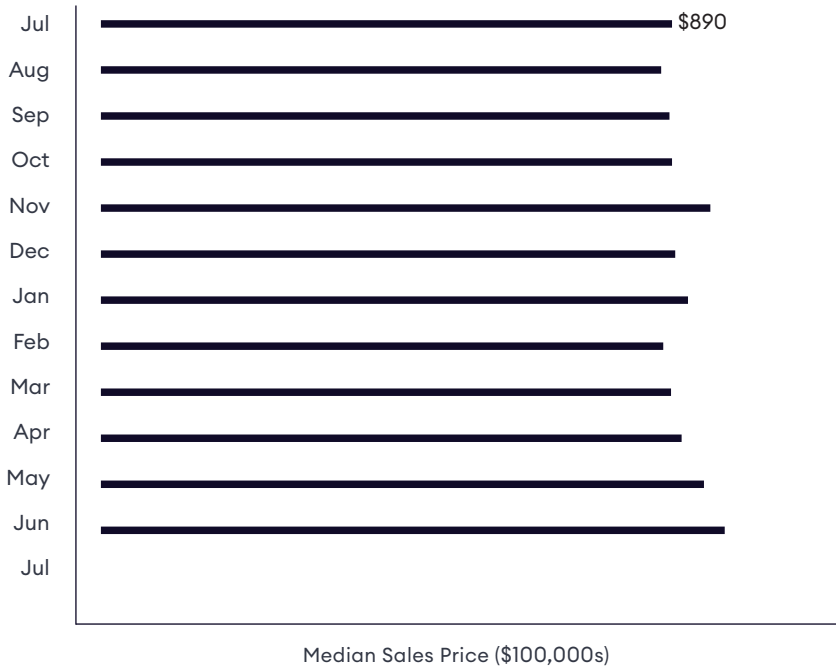 Jul $890
Aug
Sep
Oct
Nov
Dec
Jan
Feb
Mar
Apr
May
Jun
Jul
Median Sales Price ($100,000s)